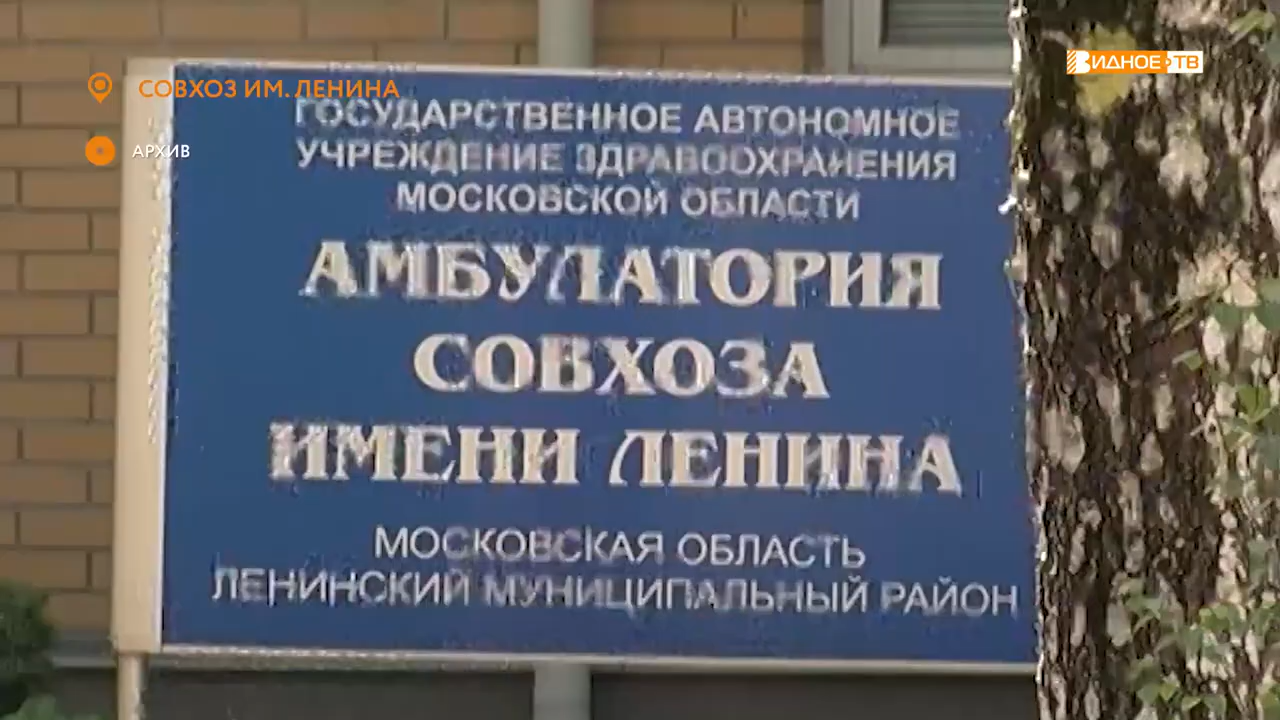 СОВХОЗ ИМ. ЛЕНИНА
ВИДНОЕ ТВ
АРХИВ
ГОСУДАРСТВЕННОЕ АВТОНОМНОЕ
УЧРЕЖДЕНИЕ ЗДРАВООХРАНЕНИЯ
МОСКОВСКОЙ ОБЛАСТИ
АМБУЛАТОРИЯ
СОВХОЗА
ИМЕНИ ЛЕНИНА
МОСКОВСКАЯ ОБЛАСТЬ
ЛЕНИНСКИЙ МУНИЦИПАЛЬНЫЙ РАЙОН